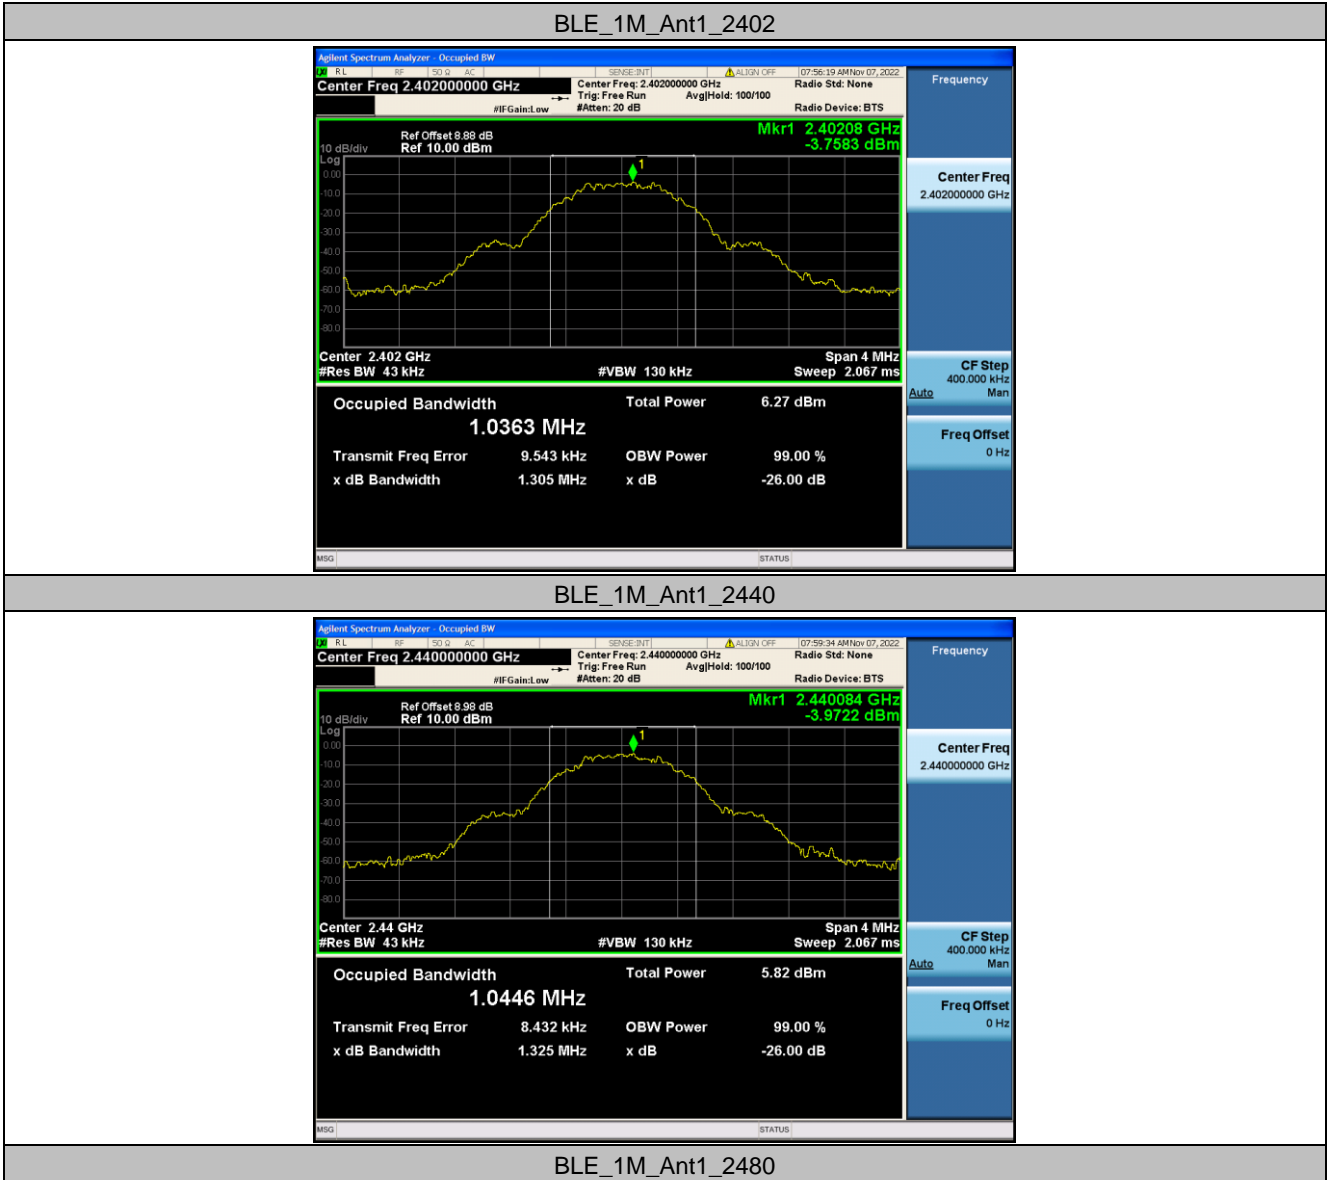 BLE_1M_Ant1_2402
Agilent Spectrum Analyzer - Occupied BW
RL RF 50 Ω AC SENSE:INT ALIGN OFF 07:56:19 AM Nov 07, 2022
Center Freq 2.402000000 GHz
Center Freq: 2.402000000 GHz
Radio Std: None
Trig: Free Run Avg|Hold: 100/100
#IFGain:Low #Atten: 20 dB Radio Device: BTS
Frequency
Mkr1 2.40208 GHz
-3.7583 dBm
Ref Offset 8.88 dB
10 dB/div Ref 10.00 dBm
Log
1
0.00
-10.0
-20.0
-30.0
-40.0
-50.0
-60.0
-70.0
-80.0
Center Freq
2.402000000 GHz
Center 2.402 GHz Span 4 MHz
#Res BW 43 kHz #VBW 130 kHz Sweep 2.067 ms
CF Step
400.000 kHz
Auto Man
Occupied Bandwidth Total Power 6.27 dBm
1.0363 MHz
Transmit Freq Error 9.543 kHz OBW Power 99.00 %
x dB Bandwidth 1.305 MHz x dB -26.00 dB
Freq Offset
0 Hz
MSG STATUS
BLE_1M_Ant1_2440
Agilent Spectrum Analyzer - Occupied BW
RL RF 50 Ω AC SENSE:INT ALIGN OFF 07:59:34 AM Nov 07, 2022
Center Freq 2.440000000 GHz
Center Freq: 2.440000000 GHz
Radio Std: None
Trig: Free Run Avg|Hold: 100/100
#IFGain:Low #Atten: 20 dB Radio Device: BTS
Frequency
Mkr1 2.440084 GHz
-3.9722 dBm
Ref Offset 8.98 dB
10 dB/div Ref 10.00 dBm
Log
1
0.00
-10.0
-20.0
-30.0
-40.0
-50.0
-60.0
-70.0
-80.0
Center Freq
2.440000000 GHz
Center 2.44 GHz Span 4 MHz
#Res BW 43 kHz #VBW 130 kHz Sweep 2.067 ms
CF Step
400.000 kHz
Auto Man
Occupied Bandwidth Total Power 5.82 dBm
1.0446 MHz
Transmit Freq Error 8.432 kHz OBW Power 99.00 %
x dB Bandwidth 1.325 MHz x dB -26.00 dB
Freq Offset
0 Hz
MSG STATUS
BLE_1M_Ant1_2480